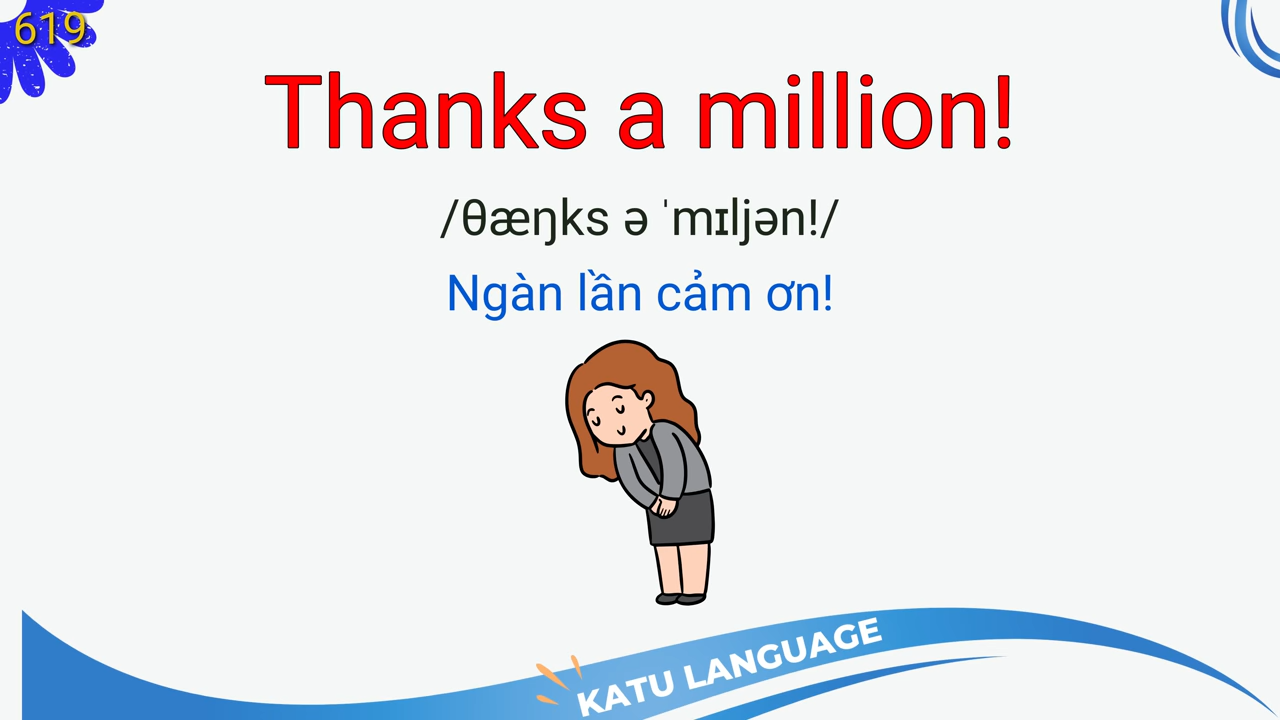 619
Thanks a million!
/θæŋks ə ˈmɪljən!/
Ngàn lần cảm ơn!
KATU LANGUAGE